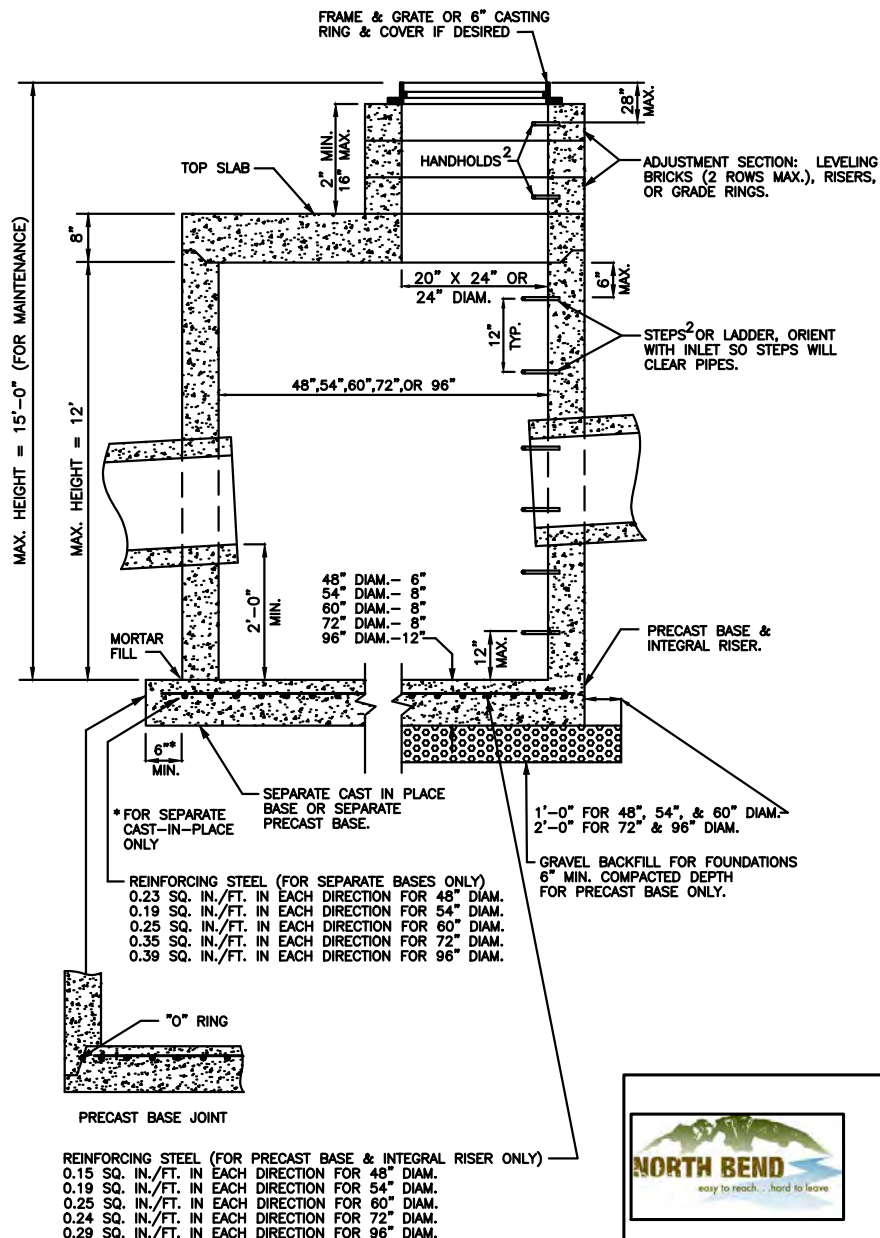 FRAME & GRATE OR 6" CASTING
RING & COVER IF DESIRED
28"
MAX.
2" MIN.
16" MAX.
HANDHOLDS2
ADJUSTMENT SECTION: LEVELING
BRICKS (2 ROWS MAX.), RISERS,
OR GRADE RINGS.
TOP SLAB
8"
MAX. HEIGHT = 15'-0" (FOR MAINTENANCE)
MAX. HEIGHT = 12'
20" X 24" OR
24" DIAM.
6"
MAX.
12"
TYP.
STEPS2 OR LADDER, ORIENT
WITH INLET SO STEPS WILL
CLEAR PIPES.
48",54",60",72",OR 96"
2'-0"
MIN.
48" DIAM.- 6"
54" DIAM.- 8"
60" DIAM.- 8"
72" DIAM.- 8"
96" DIAM.-12"
12"
MAX.
MORTAR
FILL
PRECAST BASE &
INTEGRAL RISER.
6"*
MIN.
SEPARATE CAST IN PLACE
BASE OR SEPARATE
PRECAST BASE.
*FOR SEPARATE
CAST-IN-PLACE
ONLY
1'-0" FOR 48", 54", & 60" DIAM.
2'-0" FOR 72" & 96" DIAM.
GRAVEL BACKFILL FOR FOUNDATIONS
6" MIN. COMPACTED DEPTH
FOR PRECAST BASE ONLY.
REINFORCING STEEL (FOR SEPARATE BASES ONLY)
0.23 SQ. IN./FT. IN EACH DIRECTION FOR 48" DIAM.
0.19 SQ. IN./FT. IN EACH DIRECTION FOR 54" DIAM.
0.25 SQ. IN./FT. IN EACH DIRECTION FOR 60" DIAM.
0.35 SQ. IN./FT. IN EACH DIRECTION FOR 72" DIAM.
0.39 SQ. IN./FT. IN EACH DIRECTION FOR 96" DIAM.
"O" RING
PRECAST BASE JOINT
REINFORCING STEEL (FOR PRECAST BASE & INTEGRAL RISER ONLY)
0.15 SQ. IN./FT. IN EACH DIRECTION FOR 48" DIAM.
0.19 SQ. IN./FT. IN EACH DIRECTION FOR 54" DIAM.
0.25 SQ. IN./FT. IN EACH DIRECTION FOR 60" DIAM.
0.24 SQ. IN./FT. IN EACH DIRECTION FOR 72" DIAM.
0.29 SQ. IN./FT. IN EACH DIRECTION FOR 96" DIAM.
NORTH BEND
easy to reach. . .hard to leave